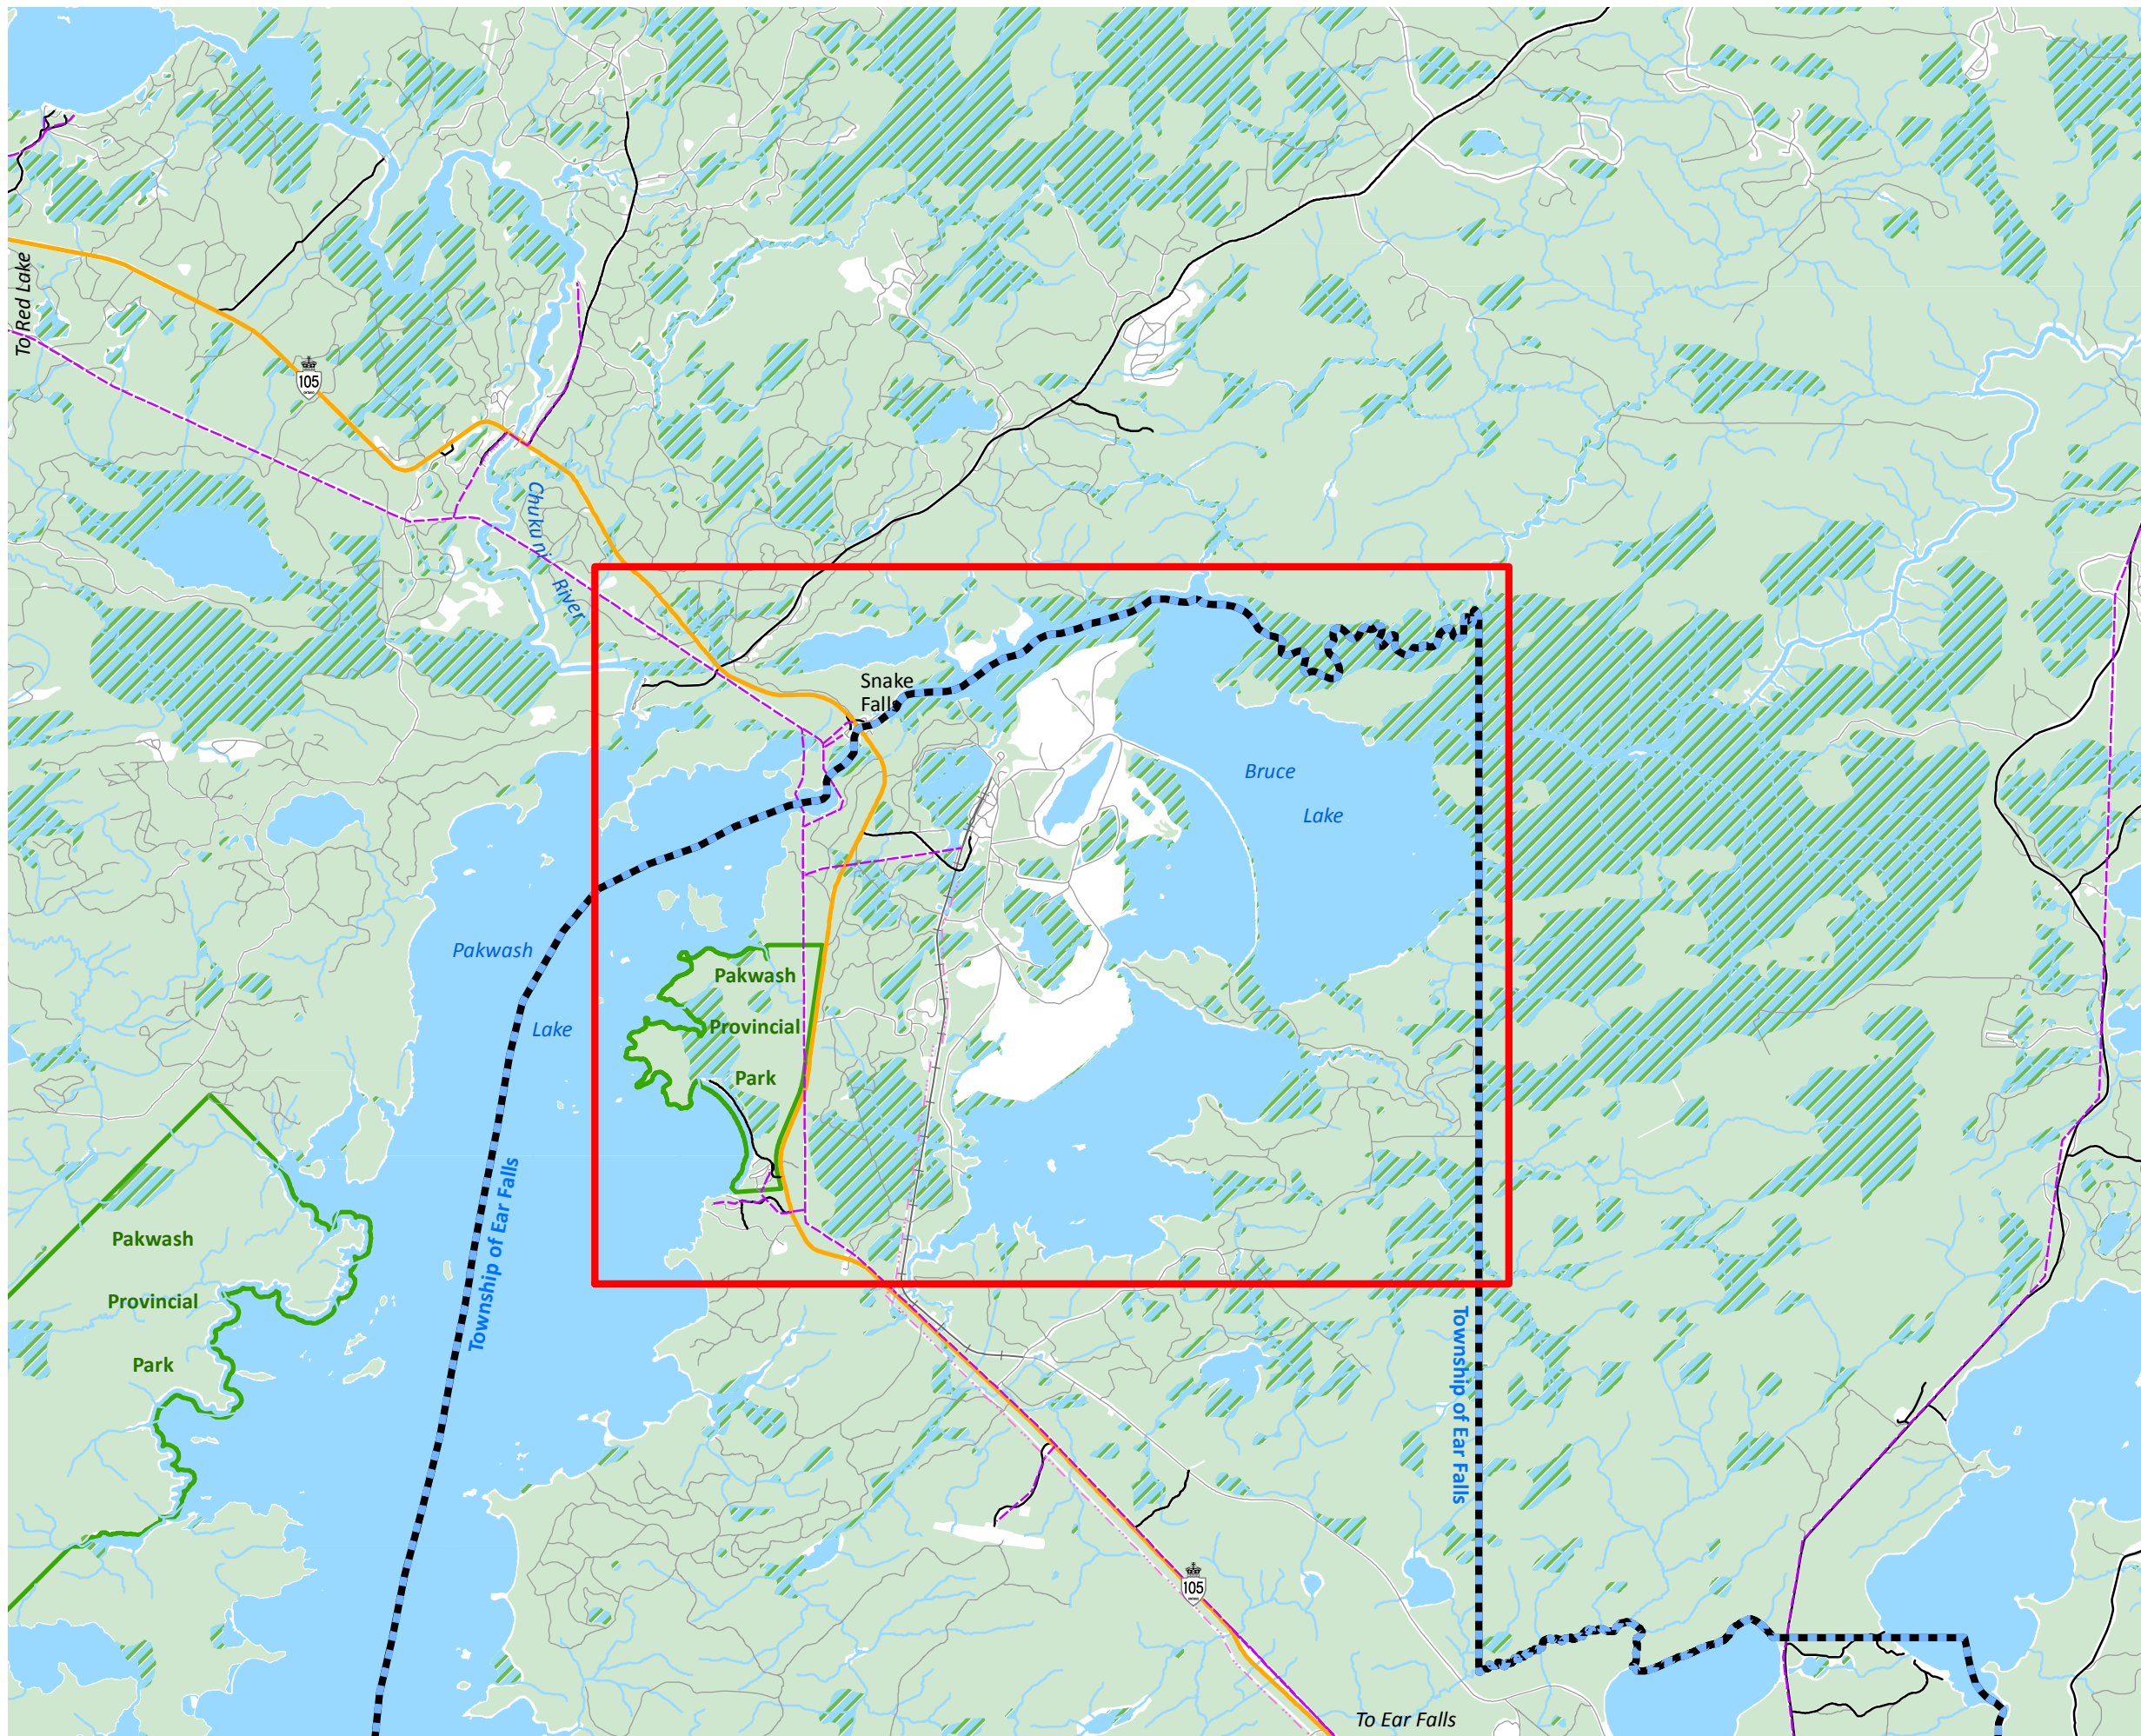 To Red Lake
105
Chukuni
River
Snake
Falls
Bruce
Lake
Pakwash
Lake
Pakwash
Provincial
Park
Township of Ear Falls
Pakwash
Provincial
Park
Township of Ear Falls
105
To Ear Falls